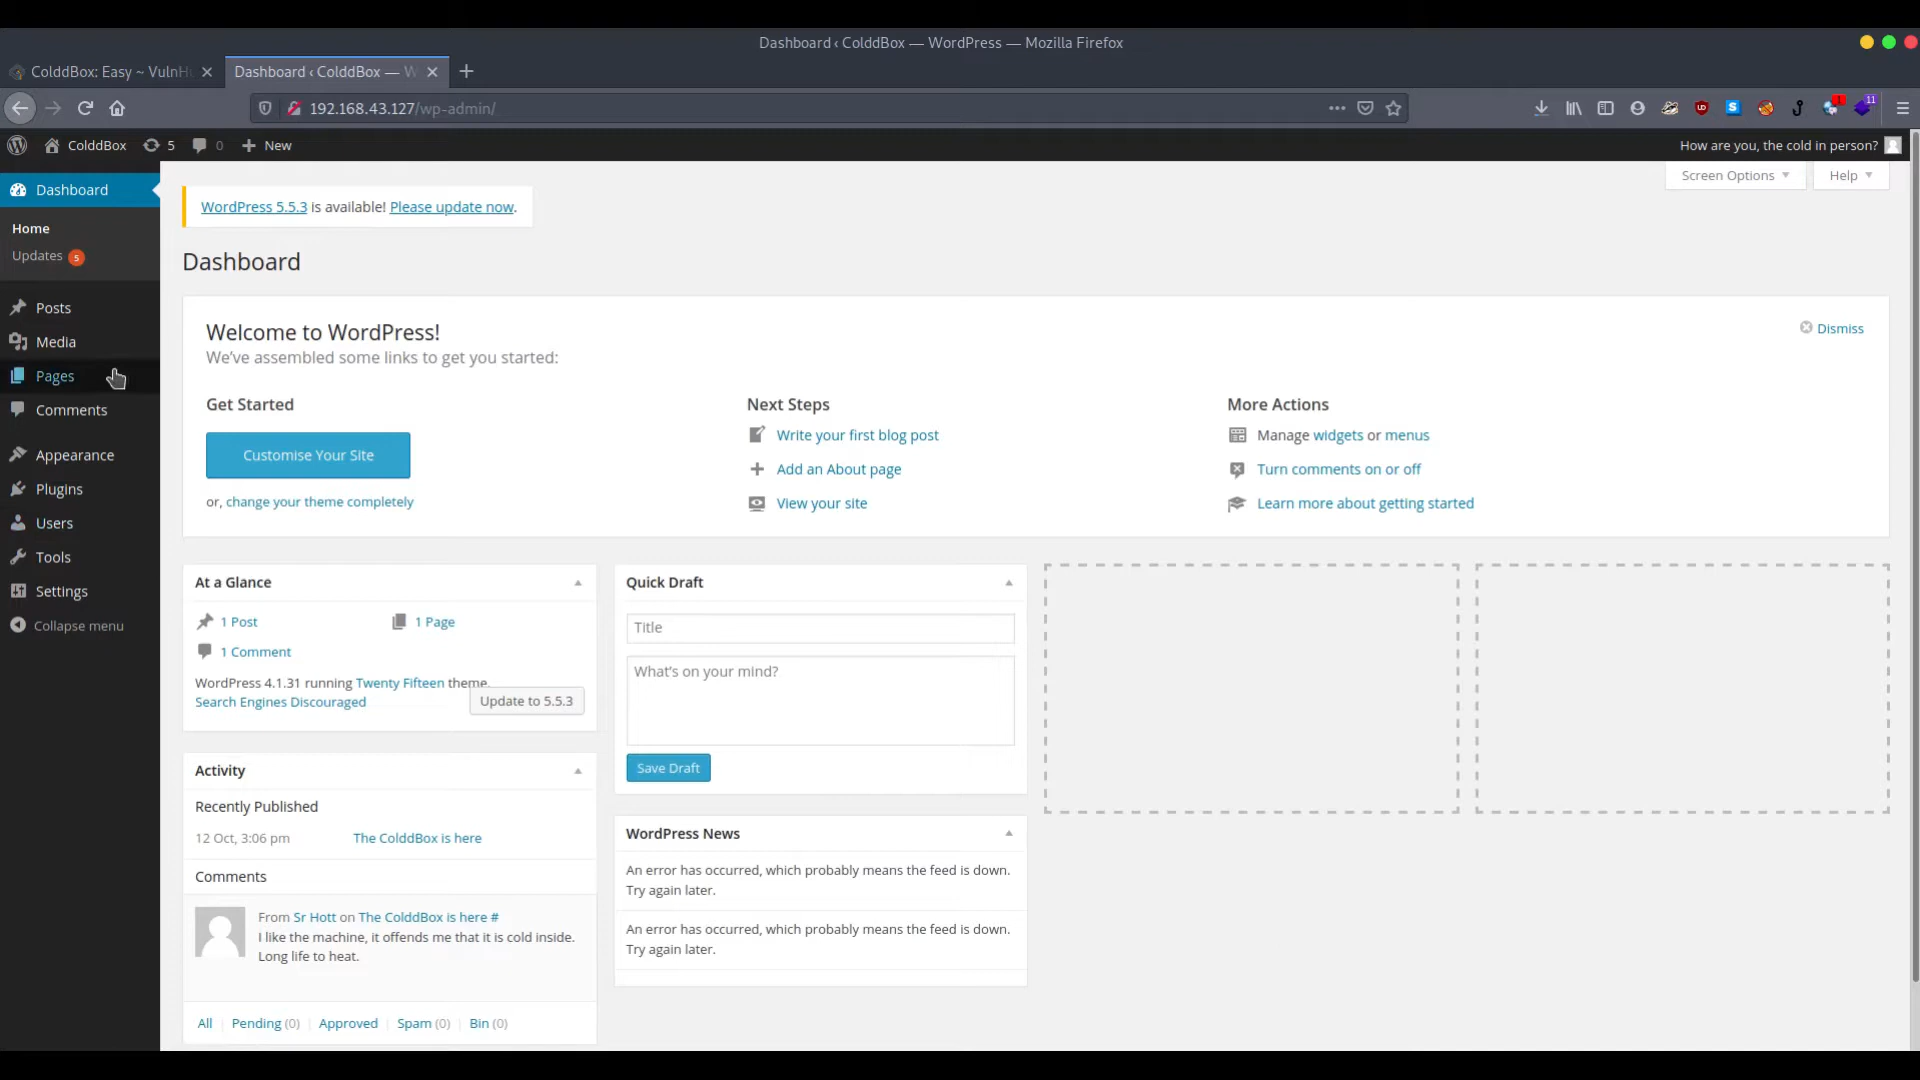 Dashboard ‹ ColddBox — WordPress — Mozilla Firefox
ColddBox: Easy ~ VulnH
Dashboard ‹ ColddBox — W
192.168.43.127/wp-admin/
11
ColddBox
5
0
New
How are you, the cold in person?
Dashboard
Home
Updates 5
Posts
Media
Pages
Comments
Appearance
Plugins
Users
Tools
Settings
Collapse menu
Screen Options
Help
WordPress 5.5.3 is available! Please update now.
Dashboard
Welcome to WordPress!
We’ve assembled some links to get you started:
Dismiss
Get Started
Customise Your Site
or, change your theme completely
Next Steps
Write your first blog post
Add an About page
View your site
More Actions
Manage widgets or menus
Turn comments on or off
Learn more about getting started
At a Glance
1 Post
1 Page
1 Comment
WordPress 4.1.31 running Twenty Fifteen theme.
Search Engines Discouraged
Update to 5.5.3
Activity
Recently Published
12 Oct, 3:06 pm
The ColddBox is here
Comments
From Sr Hott on The ColddBox is here #
I like the machine, it offends me that it is cold inside.
Long life to heat.
All | Pending (0) | Approved | Spam (0) | Bin (0)
Quick Draft
Title
What’s on your mind?
Save Draft
WordPress News
An error has occurred, which probably means the feed is down.
Try again later.
An error has occurred, which probably means the feed is down.
Try again later.